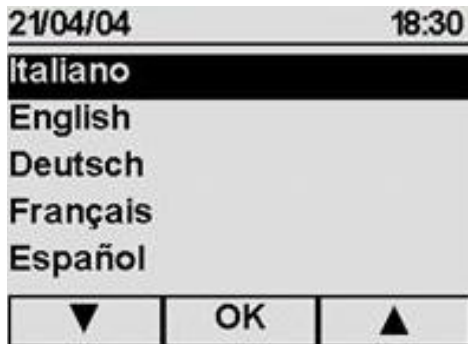 21/04/04 18:30
Italiano
English
Deutsch
Français
Español
▼ OK ▲